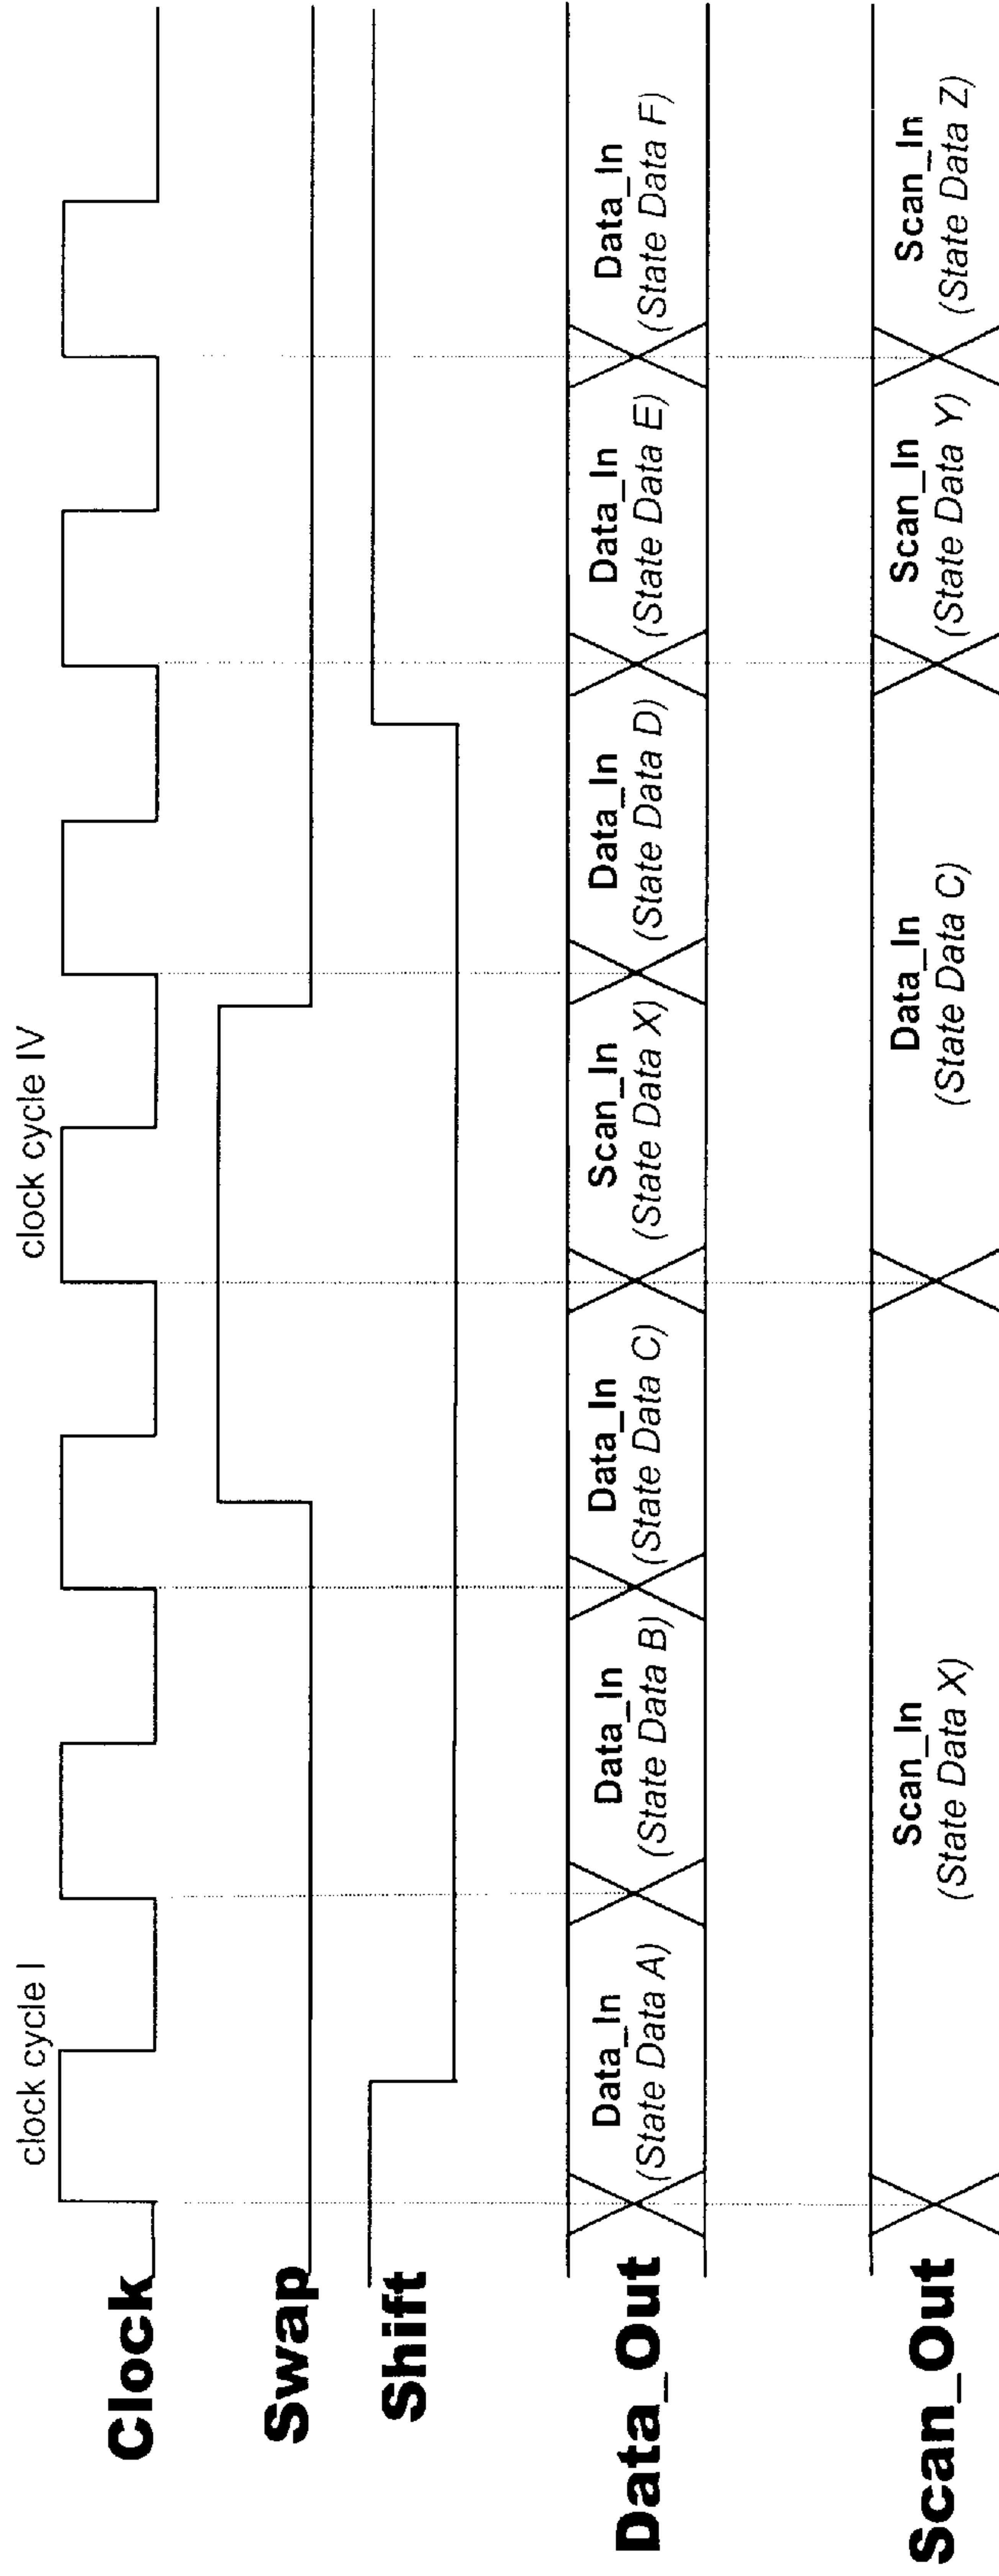 clock cycle I
clock cycle IV
Clock
Swap
Shift
Data_Out
Data_In
(State Data A)
Data_In
(State Data B)
Data_In
(State Data C)
Scan_In
(State Data X)
Data_In
(State Data D)
Data_In
(State Data E)
Data_In
(State Data F)
Scan_Out
Scan_In
(State Data X)
Data_In
(State Data C)
Scan_In
(State Data Y)
Scan_In
(State Data Z)